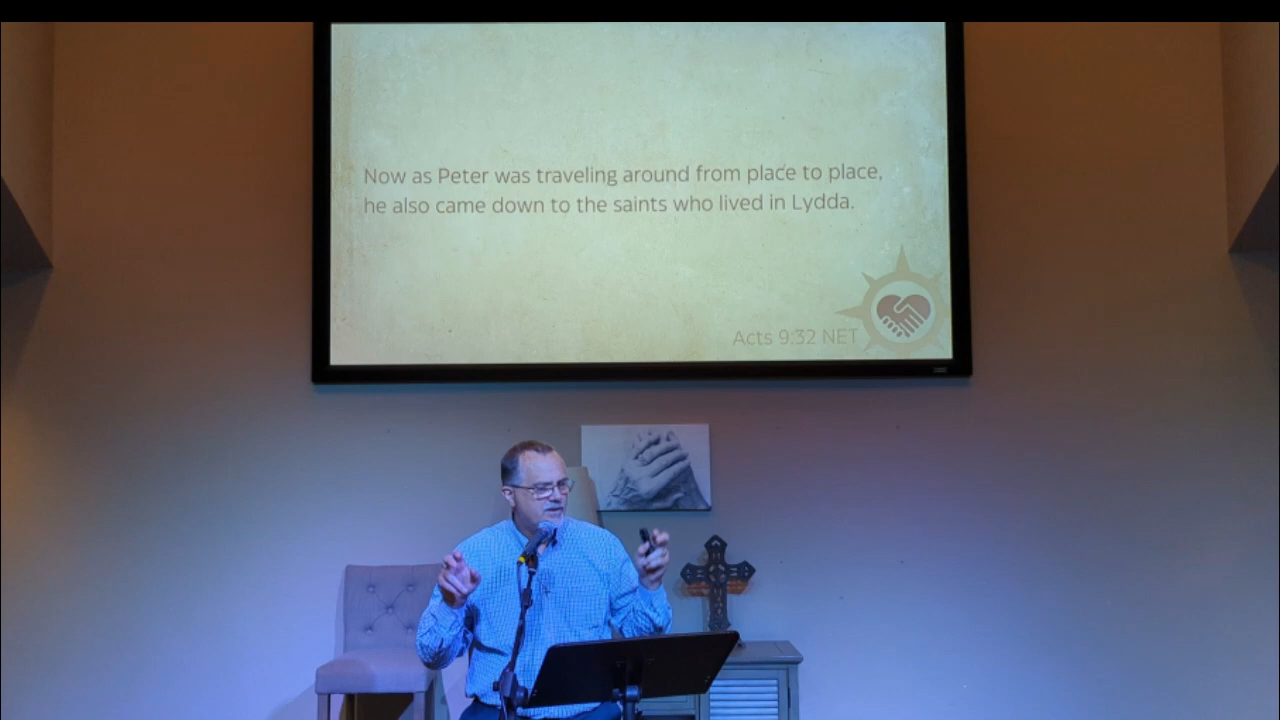 Now as Peter was traveling around from place to place,
he also came down to the saints who lived in Lydda.
Acts 9:32 NET